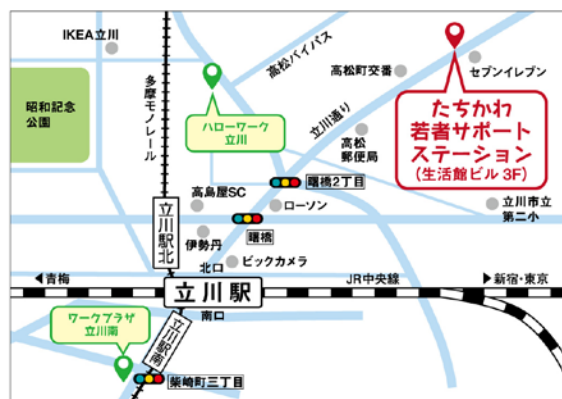 IKEA立川
高松バイパス
高松町交番
セブンイレブン
昭和記念
公園
多摩モノレール
ハローワーク
立川
立川通り
高松
郵便局
たちかわ
若者サポート
ステーション
(生活館ビル 3F)
曙橋2丁目
高島屋SC
ローソン
立川市立
第二小
立川駅北
伊勢丹
曙橋
北口
ビックカメラ
青梅
JR中央線
新宿・東京
立川駅
南口
ワークプラザ
立川南
立川駅南
柴崎町三丁目